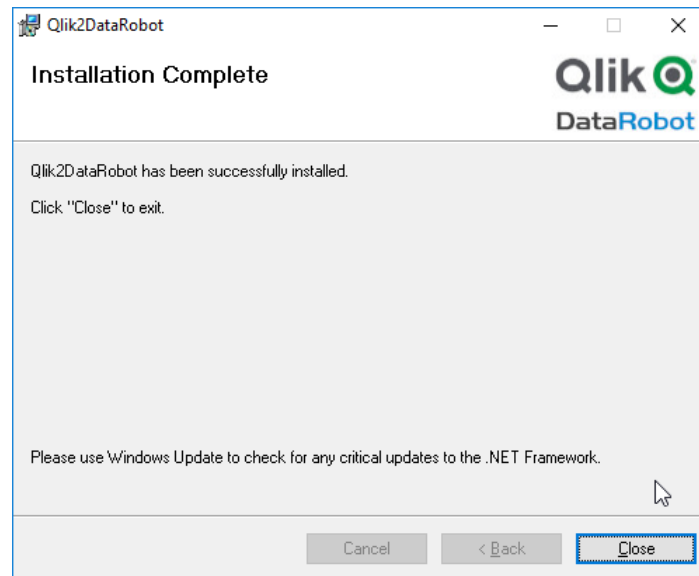 Qlik2DataRobot
Installation Complete
Qlik
DataRobot
Qlik2DataRobot has been successfully installed.
Click "Close" to exit.
Please use Windows Update to check for any critical updates to the .NET Framework.
Cancel
< Back
Close